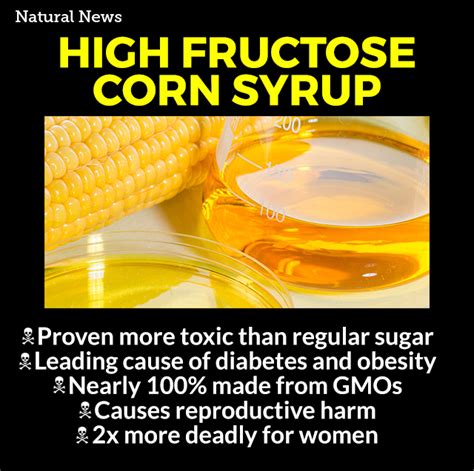 Natural News
HIGH FRUCTOSE
CORN SYRUP
200
150
100
Proven more toxic than regular sugar
Leading cause of diabetes and obesity
Nearly 100% made from GMOs
Causes reproductive harm
2x more deadly for women